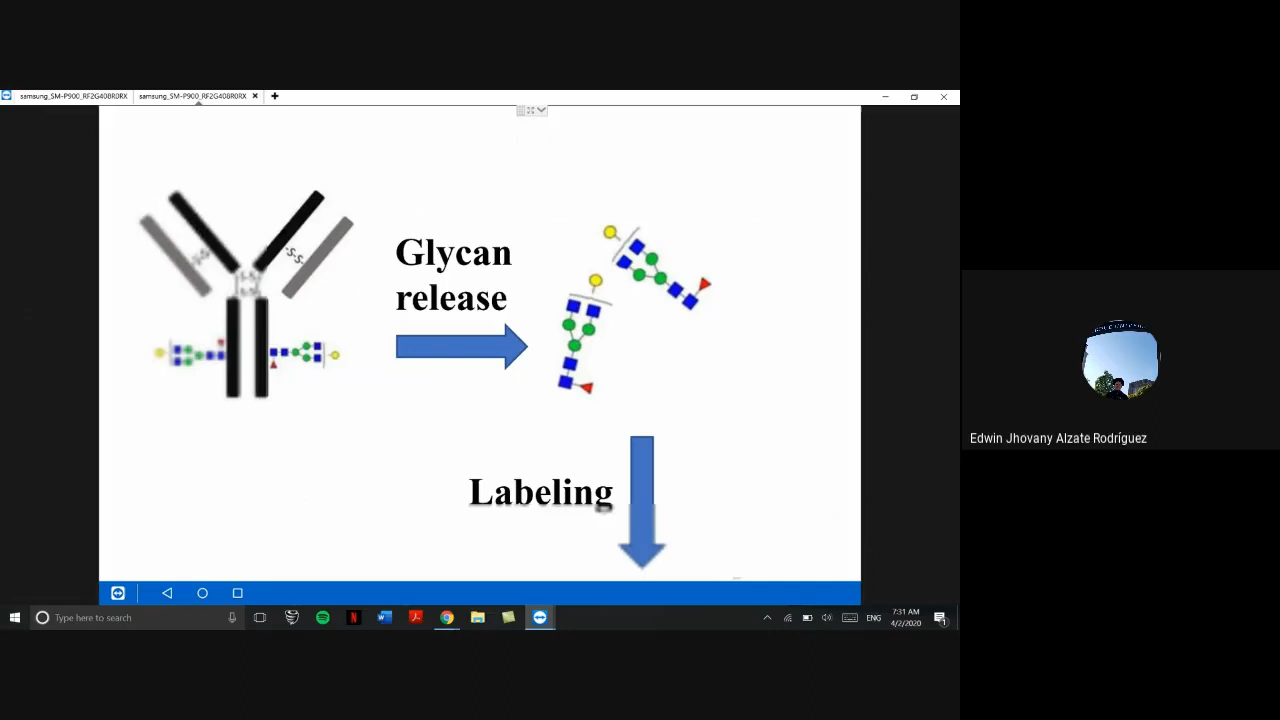 samsung_SM-P900_RF2G408R0RX
samsung_SM-P900_RF2G408R0RX
Glycan
release
-S-S-
Labeling
Edwin Jhovany Alzate Rodríguez
Type here to search
ENG
7:31 AM
4/2/2020